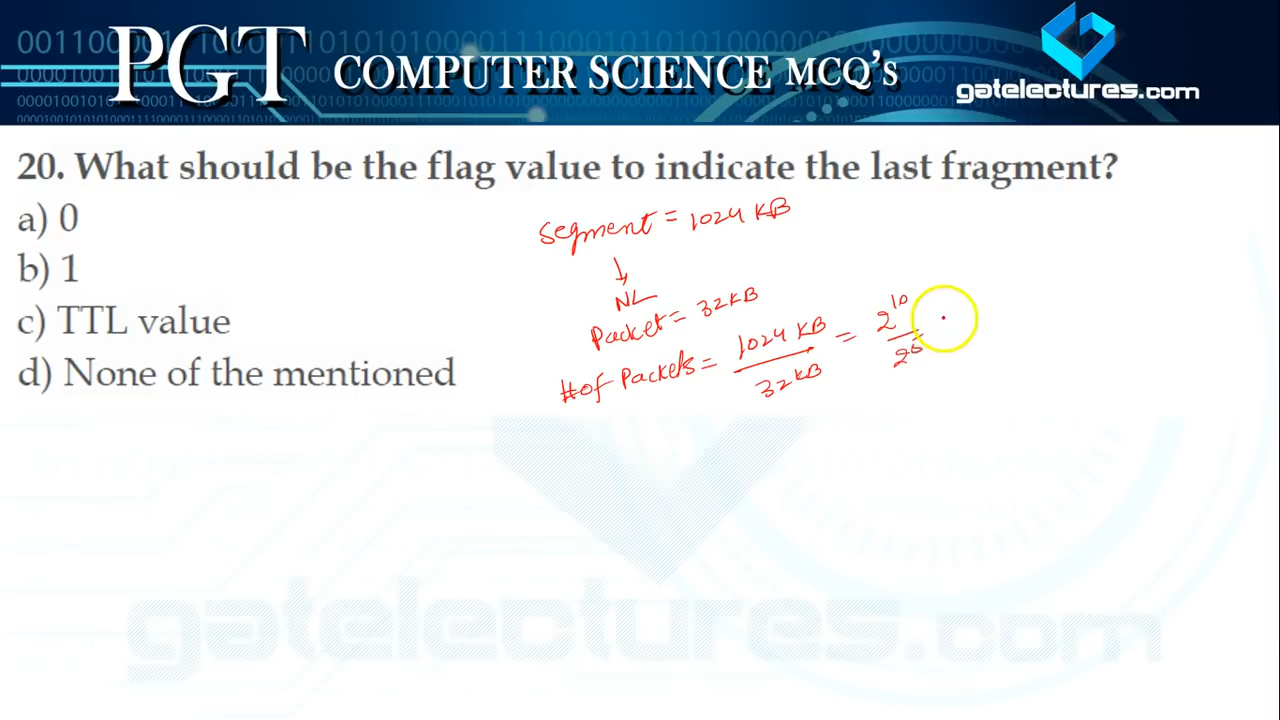 PGT COMPUTER SCIENCE MCQ'S
gatelectures.com
20. What should be the flag value to indicate the last fragment?
a) 0
b) 1
c) TTL value
d) None of the mentioned
segment = 1024 KB
↓
NL
Packet = 32 KB
# of Packets = 1024 KB / 32 KB = 2^10 /
gatelectures.com